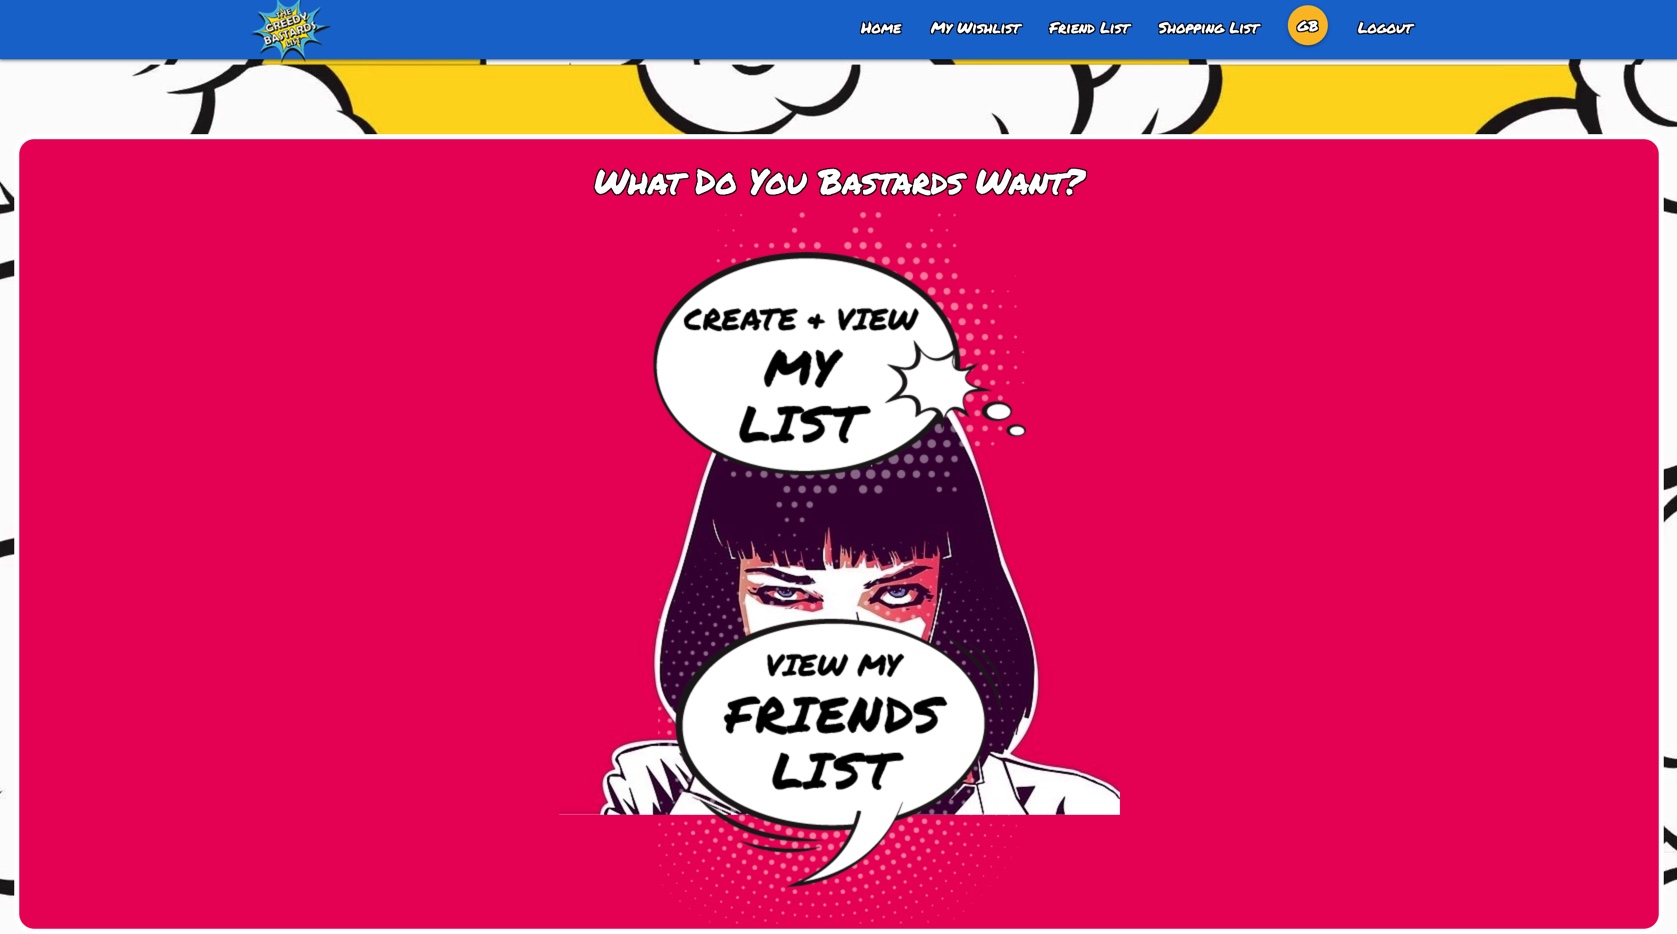 THE
GREEDY
BASTARDS
LIST
Home My Wishlist Friend List Shopping List GB Logout
What Do You Bastards Want?
CREATE + VIEW
MY
LIST
VIEW MY
FRIENDS
LIST